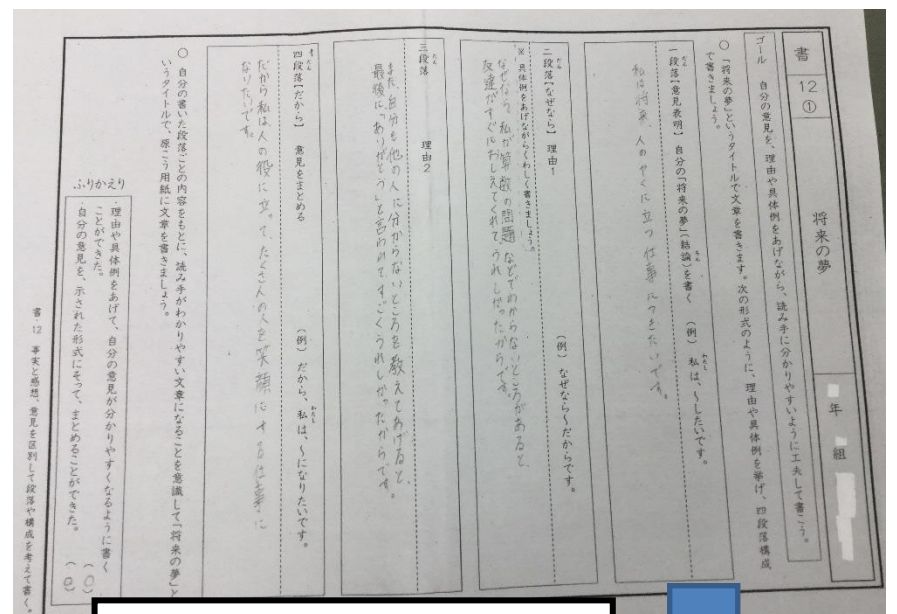 書 12 ① 将来の夢
年 組
ゴール 自分の意見を、理由や具体例をあげながら、読み手に分かりやすいように工夫して書こう。
○ 「将来の夢」というタイトルで文章を書きます。次の形式のように、理由や具体例を挙げ、四段落構成
で書きましょう。
一段落【意見表明】 自分の「将来の夢」(結論)を書く (例) 私は、～したいです。
私は将来、人のやくに立つ仕事につきたいです。
二段落【なぜなら】 理由1 (例) なぜなら～だからです。
※ 具体例をあげながらくわしく書きましょう。
なぜなら、私が算数の問題などでわからないところがあると、
友達がすぐにおしえてくれて、うれしかったからです。
三段落 理由2
また、自分も他の人に分からないところを教えてあげると、
最後に「ありがとう」と言われて、すごくうれしかったからです。
四段落【だから】 意見をまとめる (例) だから、私は、～になりたいです。
だから私は人の役に立って、たくさん人の人を笑顔にする仕事に
なりたいです。
○ 自分の書いた段落ごとの内容をもとに、読み手がわかりやすい文章になることを意識して「将来の夢」と
いうタイトルで、原こう用紙に文章を書きましょう。
ふりかえり
・理由や具体例をあげて、自分の意見が分かりやすくなるように書く
ことができた。 (◎)
・自分の意見を、示された形式にそって、まとめることができた。 (◎)
書‐12 事実と感想、意見を区別して段落や構成を考えて書く。